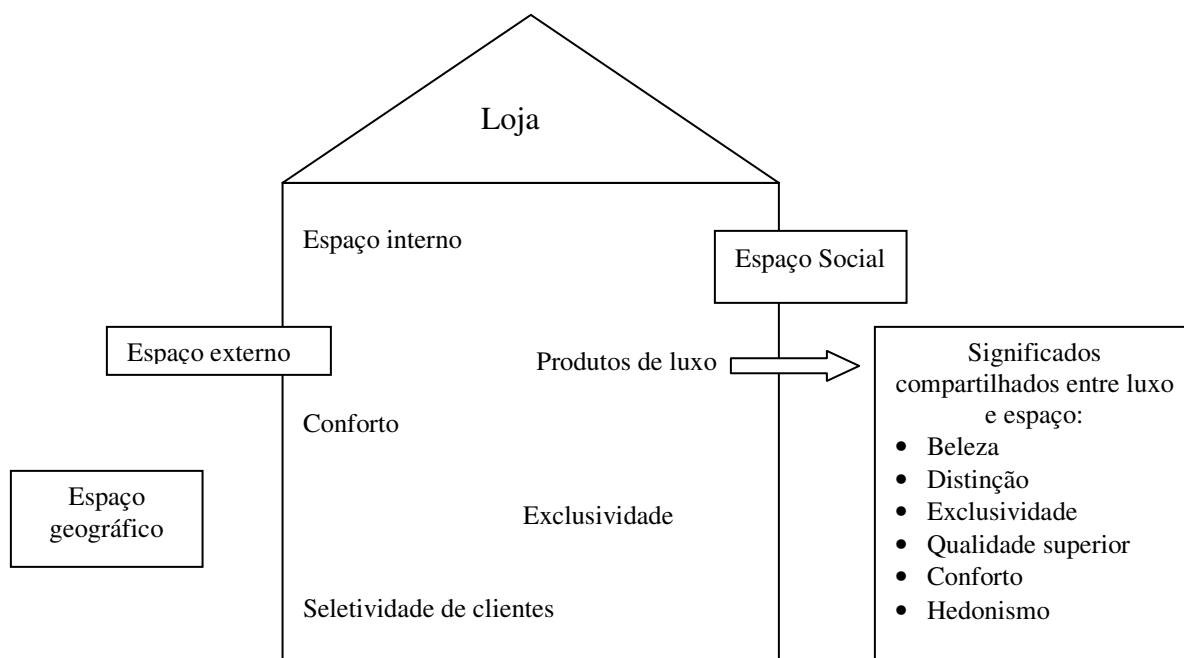 Loja
Espaço interno
Espaço Social
Espaço externo
Produtos de luxo
Significados
compartilhados entre luxo
e espaço:
• Beleza
• Distinção
• Exclusividade
• Qualidade superior
• Conforto
• Hedonismo
Conforto
Espaço
geográfico
Exclusividade
Seletividade de clientes